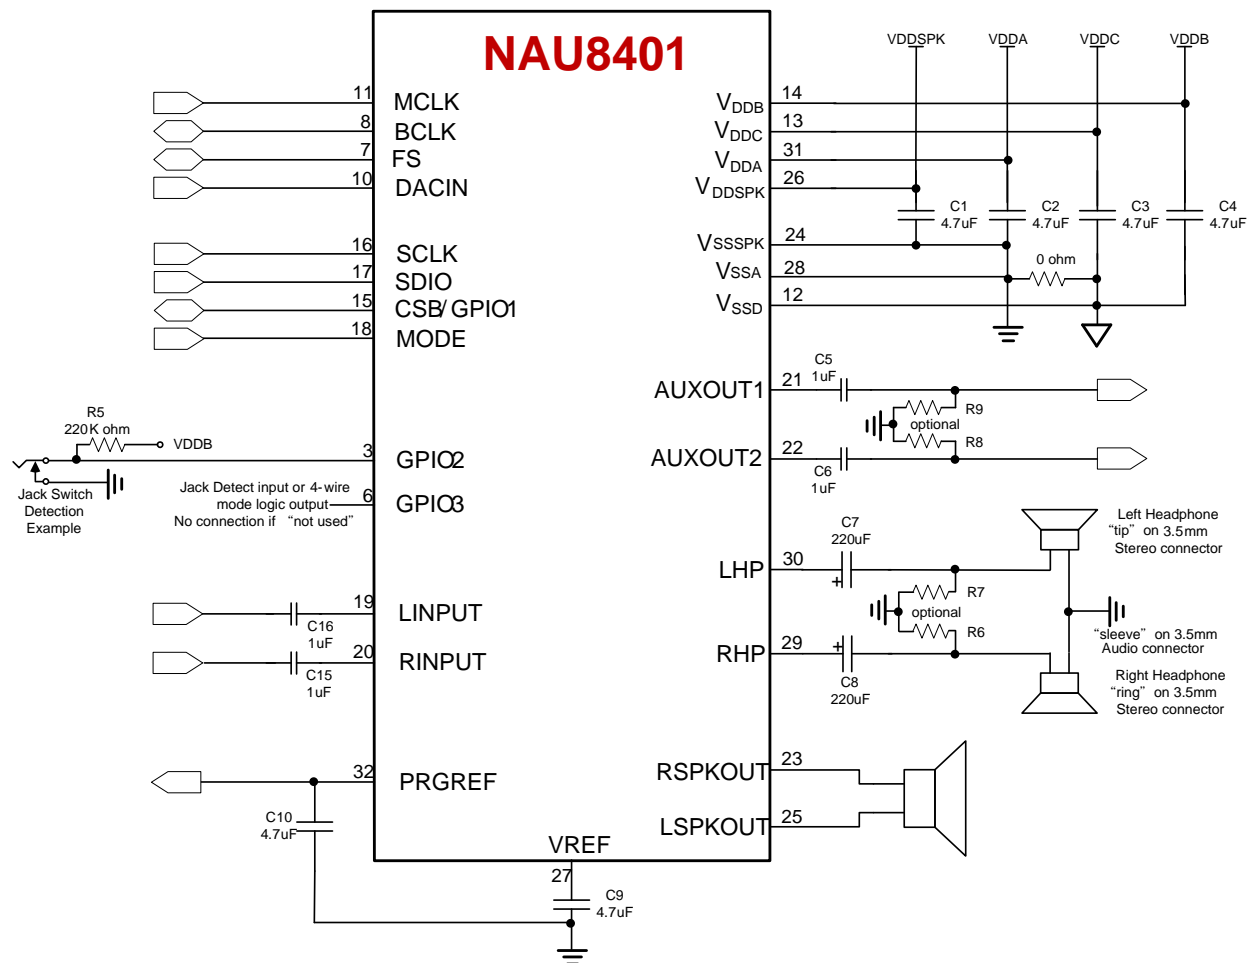 NAU8401
VDDSPK
VDDA
VDDC
VDDB
11
MCLK
8
BCLK
7
FS
10
DACIN
16
SCLK
17
SDIO
15
CSB/GPIO1
18
MODE
VDDB
14
VDDC
13
VDDA
31
VDDSPK
26
VSSSPK
24
VSSA
28
VSSD
12
C1
4.7uF
C2
4.7uF
C3
4.7uF
C4
4.7uF
0 ohm
AUXOUT1
21
C5
1uF
R9
optional
R8
AUXOUT2
22
C6
1uF
R5
220K ohm
VDDB
3
GPIO2
Jack Switch
Detection
Example
Jack Detect input or 4-wire
mode logic output
No connection if “not used”
6
GPIO3
LHP
30
C7
220uF
+
R7
optional
R6
RHP
29
+
C8
220uF
Left Headphone
“tip” on 3.5mm
Stereo connector
“sleeve” on 3.5mm
Audio connector
Right Headphone
“ring” on 3.5mm
Stereo connector
19
LINPUT
C16
1uF
20
RINPUT
C15
1uF
RSPKOUT
23
LSPKOUT
25
32
PRGREF
C10
4.7uF
VREF
27
C9
4.7uF